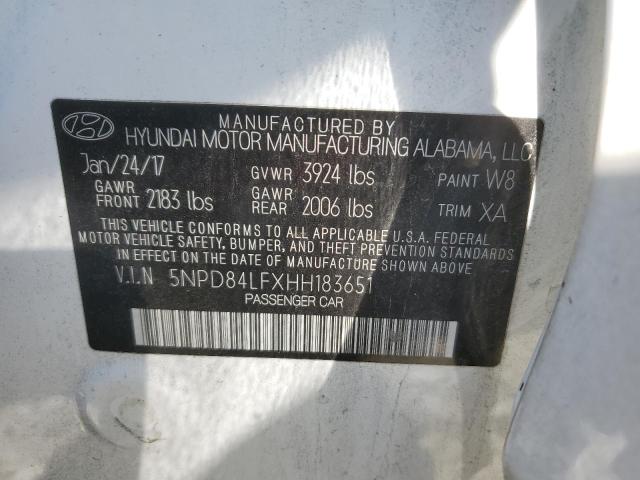 MANUFACTURED BY
HYUNDAI MOTOR MANUFACTURING ALABAMA, LLC
Jan/24/17 GVWR 3924 lbs PAINT W8
GAWR FRONT 2183 lbs GAWR REAR 2006 lbs TRIM XA
THIS VEHICLE CONFORMS TO ALL APPLICABLE U.S.A. FEDERAL
MOTOR VEHICLE SAFETY, BUMPER, AND THEFT PREVENTION STANDARDS
IN EFFECT ON THE DATE OF MANUFACTURE SHOWN ABOVE.
V.I.N 5NPD84LFXHH183651
PASSENGER CAR